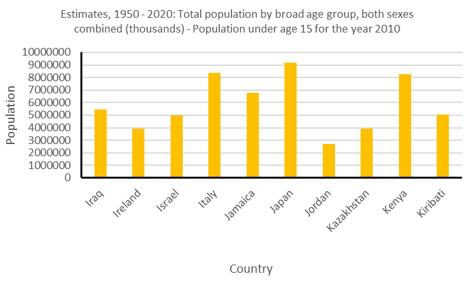 Estimates, 1950 - 2020: Total population by broad age group, both sexes
combined (thousands) - Population under age 15 for the year 2010
10000000
9000000
8000000
7000000
6000000
5000000
4000000
3000000
2000000
1000000
0
Population
Iraq
Ireland
Israel
Italy
Jamaica
Japan
Jordan
Kazakhstan
Kenya
Kiribati
Country